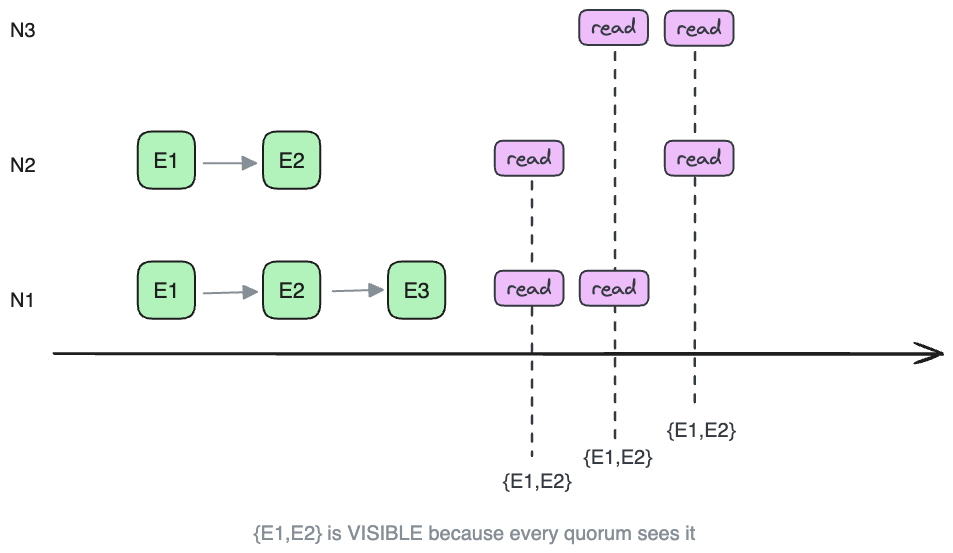 N3
read read
N2
E1 E2
read read
N1
E1 E2 E3
read read
{E1,E2}
{E1,E2}
{E1,E2}
{E1,E2} is VISIBLE because every quorum sees it